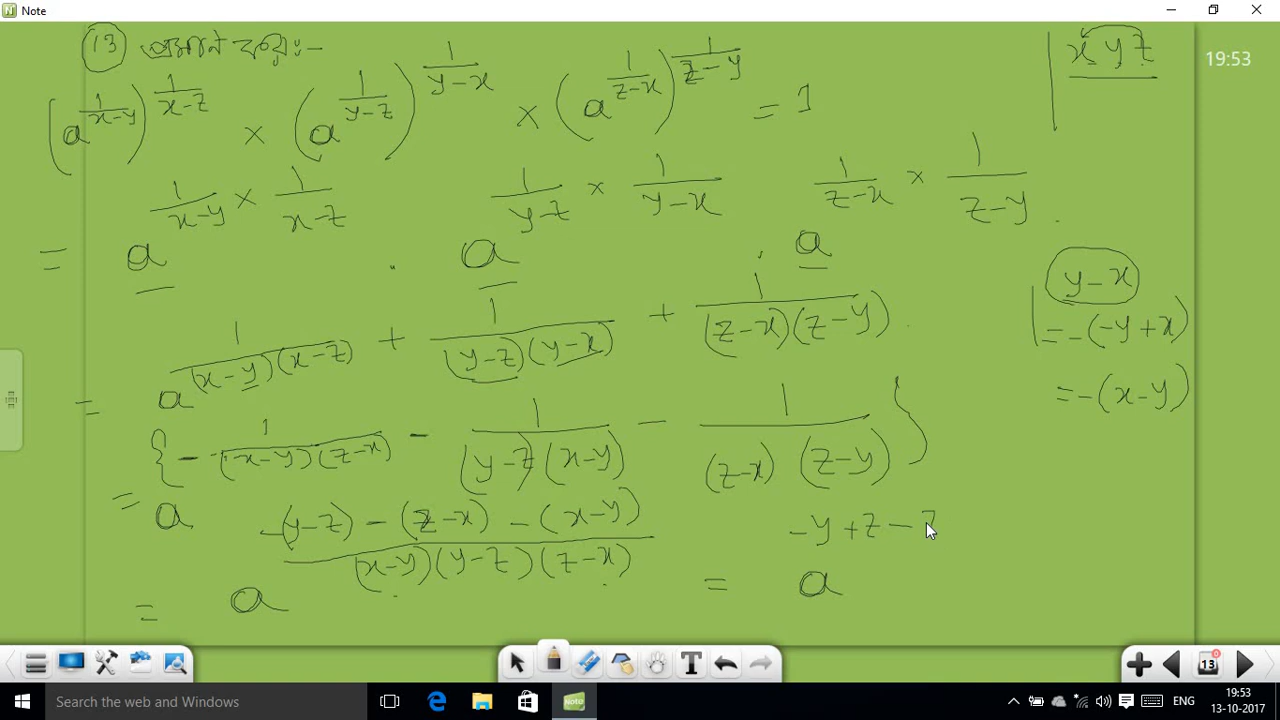 Note
(13) প্রমাণ কর:-
(a^(1/(x-y)))^(1/(x-z)) × (a^(1/(y-z)))^(1/(y-x)) × (a^(1/(z-x)))^(1/(z-y)) = 1
x y z
19:53
= a^(1/(x-y) × 1/(x-z)) . a^(1/(y-z) × 1/(y-x)) . a^(1/(z-x) × 1/(z-y))
= a^(1/((x-y)(x-z)) + 1/((y-z)(y-x)) + 1/((z-x)(z-y)))
y-x
= -(-y+x)
= -(x-y)
= a^{- 1/((x-y)(z-x)) - 1/((y-z)(x-y)) - 1/((z-x)(z-y))}
= a^((-(y-z) - (z-x) - (x-y))/((x-y)(y-z)(z-x))) = a^(-y+z-z
13
Search the web and Windows
ENG
19:53
13-10-2017